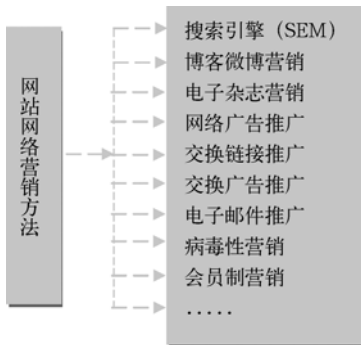 网站网络营销方法
搜索引擎（SEM）
博客微博营销
电子杂志营销
网络广告推广
交换链接推广
交换广告推广
电子邮件推广
病毒性营销
会员制营销
.....